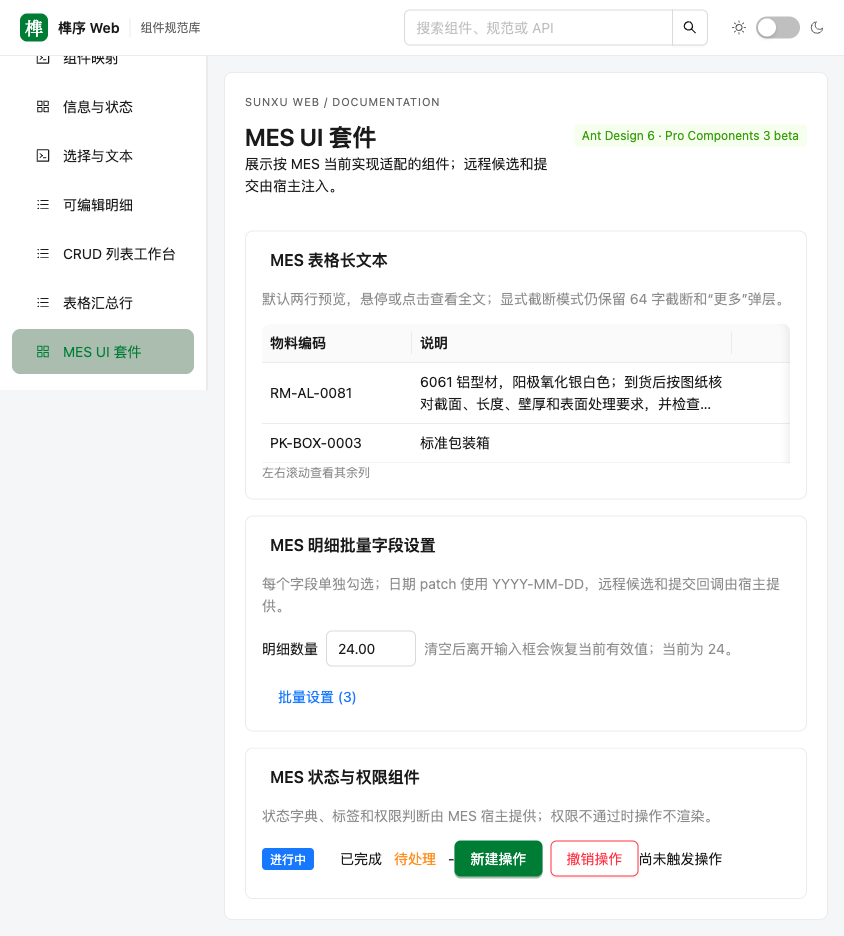 榫 榫序 Web 组件规范库 搜索组件、规范或 API
组件映射
信息与状态
选择与文本
可编辑明细
CRUD 列表工作台
表格汇总行
MES UI 套件
SUNXU WEB / DOCUMENTATION
MES UI 套件
Ant Design 6 · Pro Components 3 beta
展示按 MES 当前实现适配的组件；远程候选和提
交由宿主注入。
MES 表格长文本
默认两行预览，悬停或点击查看全文；显式截断模式仍保留 64 字截断和“更多”弹层。
物料编码 说明
RM-AL-0081 6061 铝型材，阳极氧化银白色；到货后按图纸核
对截面、长度、壁厚和表面处理要求，并检查...
PK-BOX-0003 标准包装箱
左右滚动查看其余列
MES 明细批量字段设置
每个字段单独勾选；日期 patch 使用 YYYY-MM-DD，远程候选和提交回调由宿主提
供。
明细数量 24.00 清空后离开输入框会恢复当前有效值；当前为 24。
批量设置 (3)
MES 状态与权限组件
状态字典、标签和权限判断由 MES 宿主提供；权限不通过时操作不渲染。
进行中 已完成 待处理 - 新建操作 撤销操作 尚未触发操作